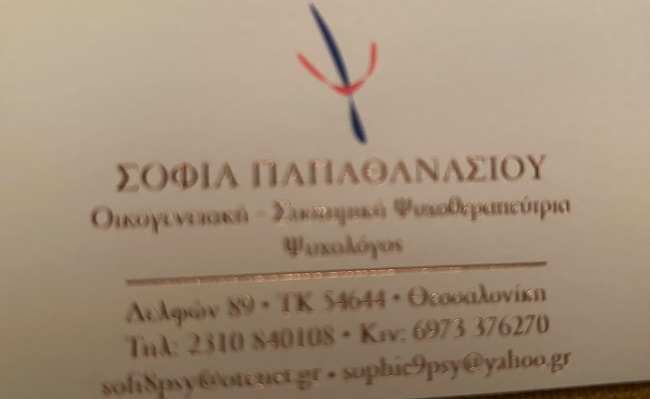 ΣΟΦΙΑ ΠΑΠΑΘΑΝΑΣΙΟΥ
Οικογενειακή - Συστημική Ψυχοθεραπεύτρια
Ψυχολόγος
Δελφών 89 • ΤΚ 54644 • Θεσσαλονίκη
Τηλ: 2310 840108 • Κιν: 6973 376270
sofi8psy@otenet.gr • sophie9psy@yahoo.gr